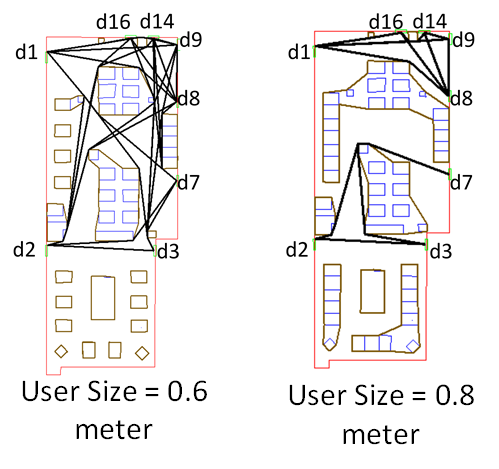 d16 d14
d1
d9
d8
d7
d2
d3
User Size = 0.6
meter
d16 d14
d1
d9
d8
d7
d2
d3
User Size = 0.8
meter